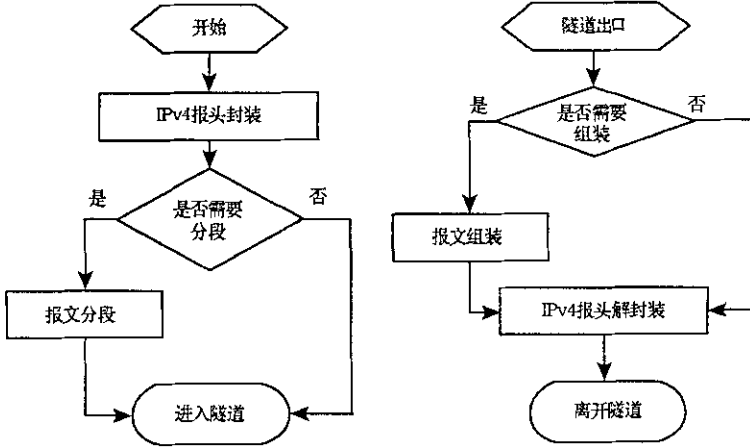 开始
IPv4报头封装
是
否
是否需要
分段
报文分段
进入隧道
隧道出口
是
否
是否需要
组装
报文组装
IPv4报头解封装
离开隧道